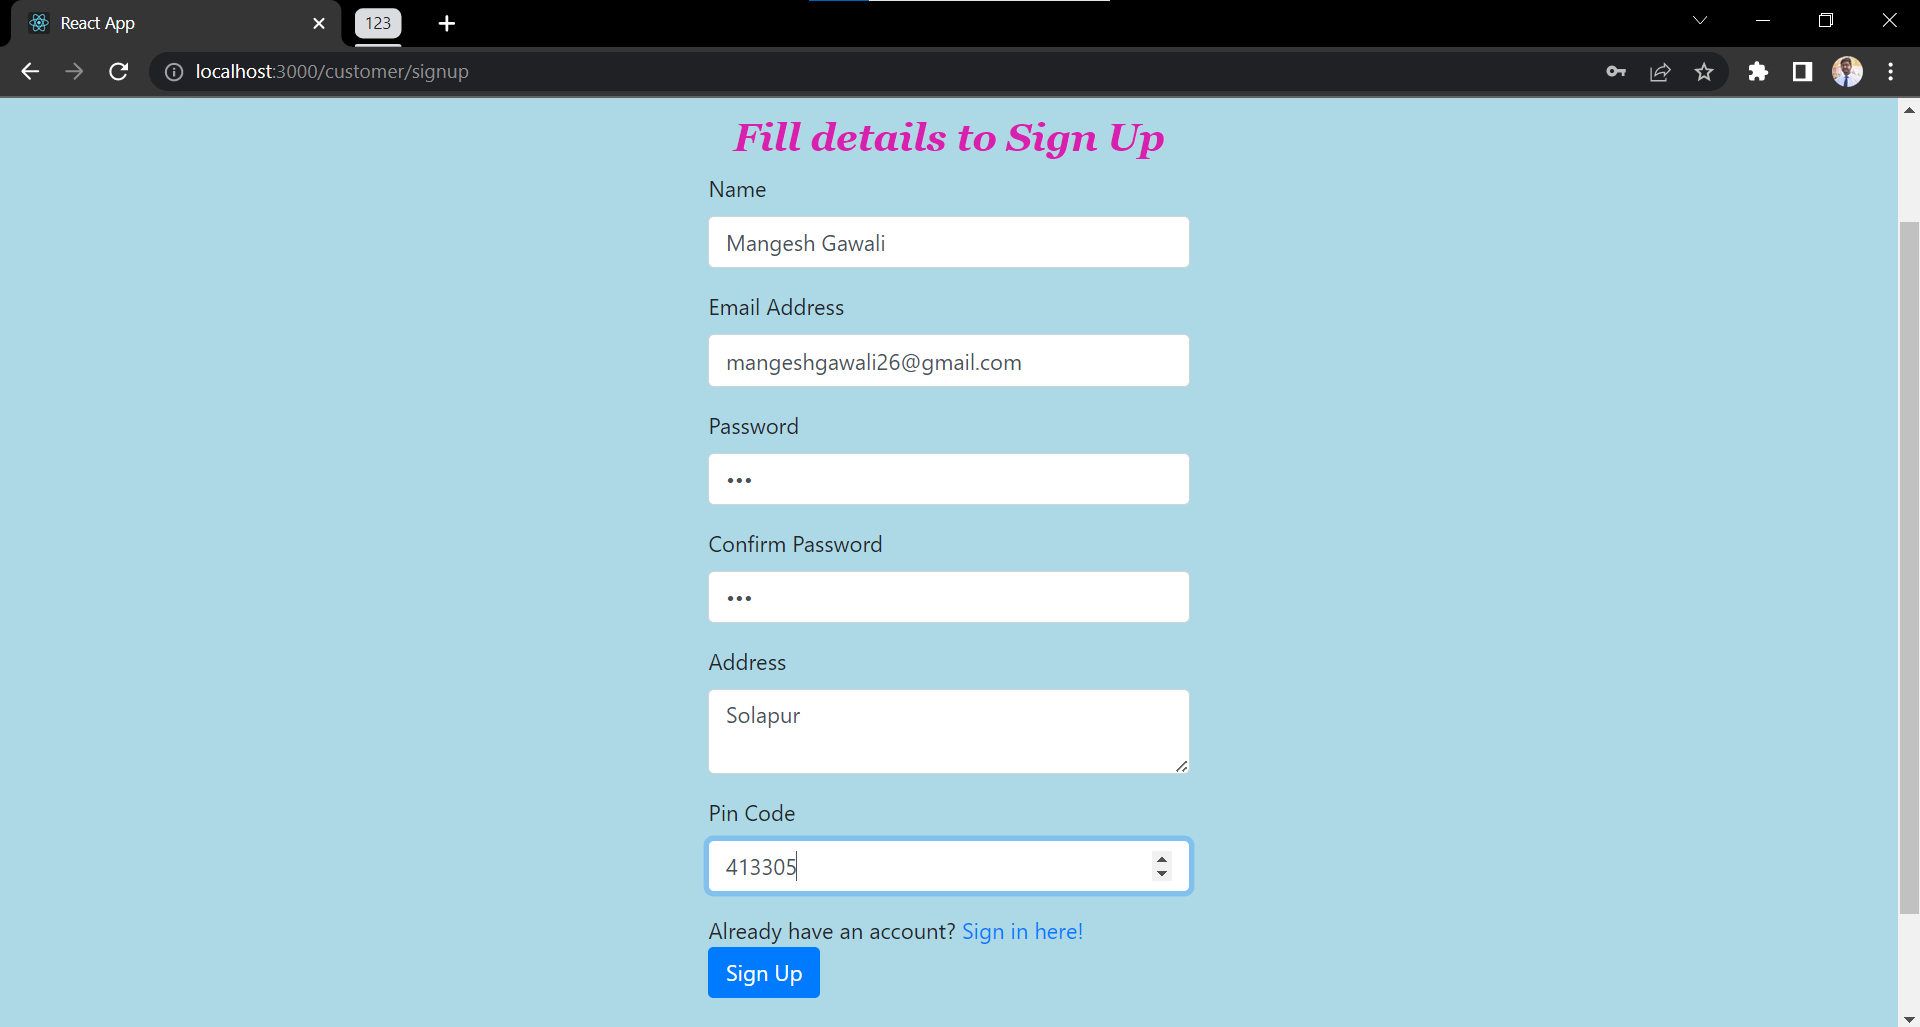 React App
123
localhost:3000/customer/signup
Fill details to Sign Up
Name
Mangesh Gawali
Email Address
mangeshgawali26@gmail.com
Password
•••
Confirm Password
•••
Address
Solapur
Pin Code
413305
Already have an account? Sign in here!
Sign Up